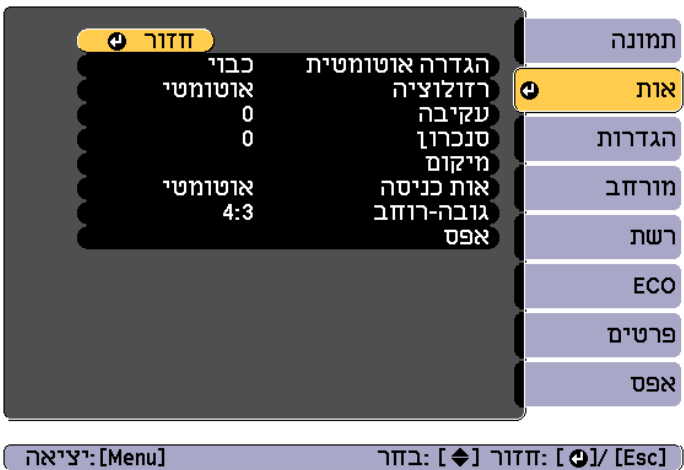 חזור
הגדרה אוטומטית כבוי
רזולוציה אוטומטי
עקיבה 0
סנכרון 0
מיקום
אות כניסה אוטומטי
גובה-רוחב 4:3
אפס
תמונה
אות
הגדרות
מורחב
רשת
ECO
פרטים
אפס
[Esc] /[ ] :חזור [ ] :בחר [Menu]:יציאה